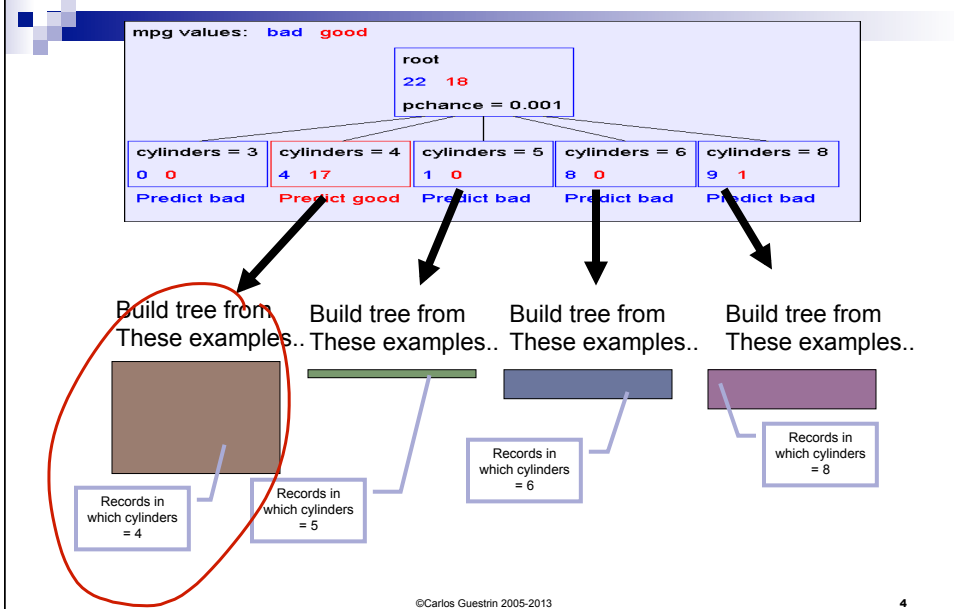 mpg values: bad good
root
22 18
pchance = 0.001
cylinders = 3
0 0
Predict bad
cylinders = 4
4 17
Predict good
cylinders = 5
1 0
Predict bad
cylinders = 6
8 0
Predict bad
cylinders = 8
9 1
Predict bad
Build tree from
These examples..
Build tree from
These examples..
Build tree from
These examples..
Build tree from
These examples..
Records in
which cylinders
= 4
Records in
which cylinders
= 5
Records in
which cylinders
= 6
Records in
which cylinders
= 8
©Carlos Guestrin 2005-2013
4